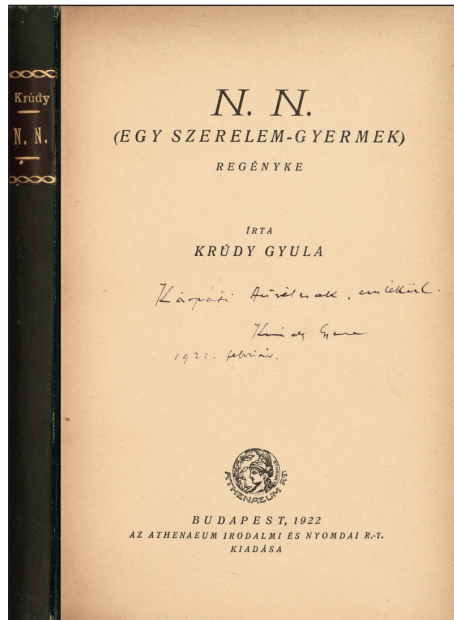 Krúdy
N. N.
N. N.
(EGY SZERELEM-GYERMEK)
REGÉNYKE
ÍRTA
KRÚDY GYULA
Kárpáti Aurélnak, emlékül.
Krúdy Gyula
1921. február.
ATHENAEUM R.T.
BUDAPEST, 1922
AZ ATHENAEUM IRODALMI ÉS NYOMDAI R.-T.
KIADÁSA